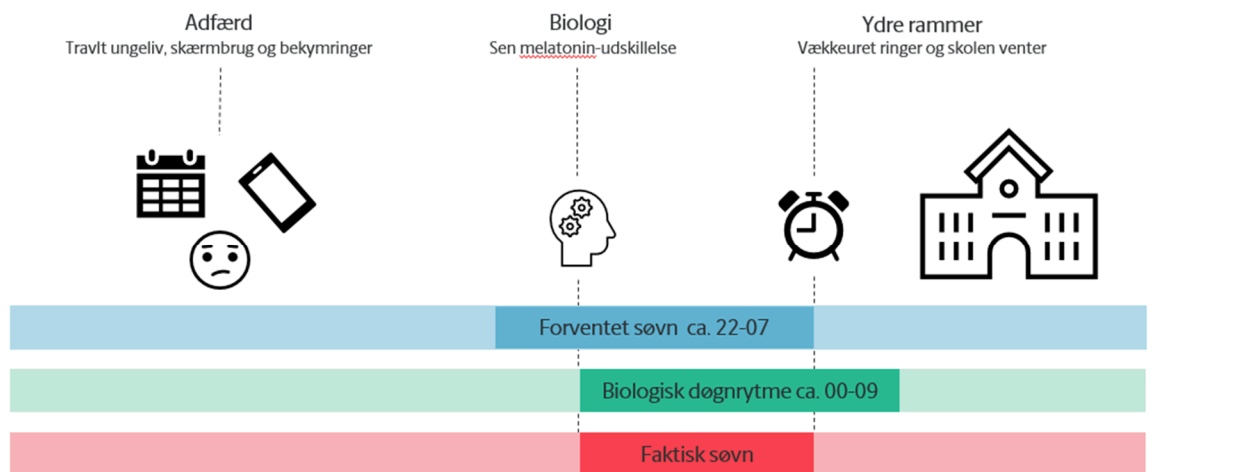 Adfærd
Travlt ungeliv, skærmbrug og bekymringer
Biologi
Sen melatonin-udskillelse
Ydre rammer
Vækkeuret ringer og skolen venter
Forventet søvn ca. 22-07
Biologisk døgnrytme ca. 00-09
Faktisk søvn